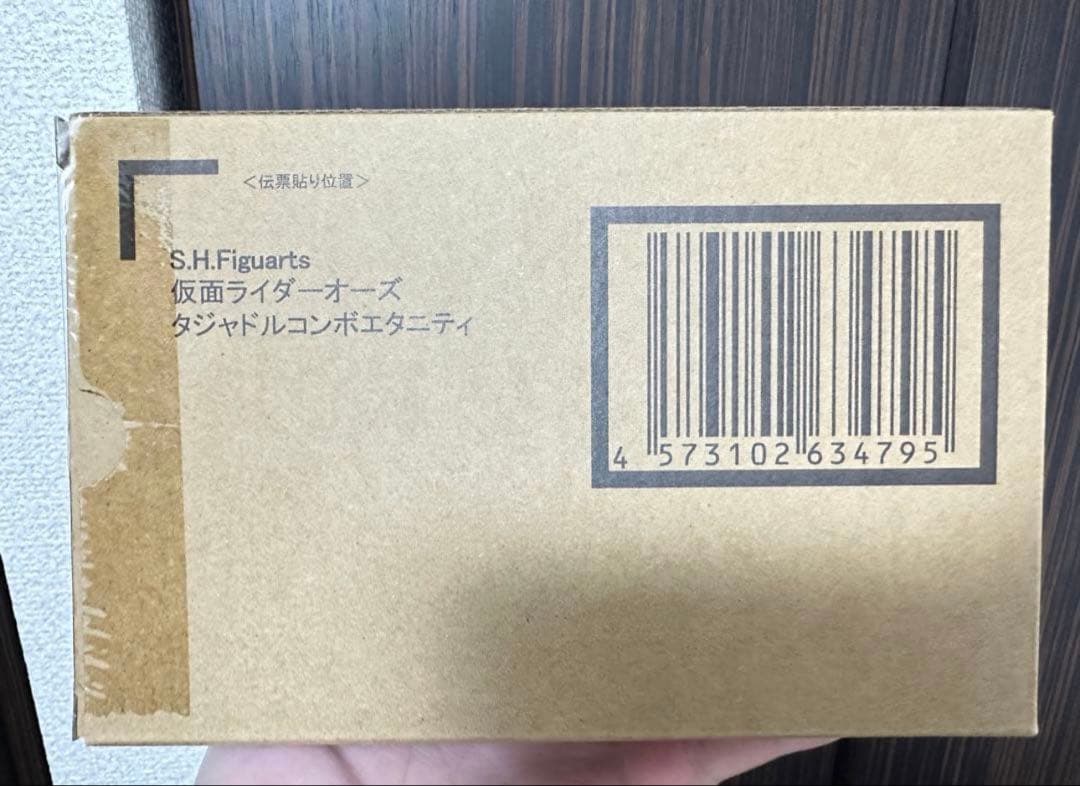 ＜伝票貼り位置＞
S.H.Figuarts
仮面ライダーオーズ
タジャドルコンボエタニティ
4 573102 634795